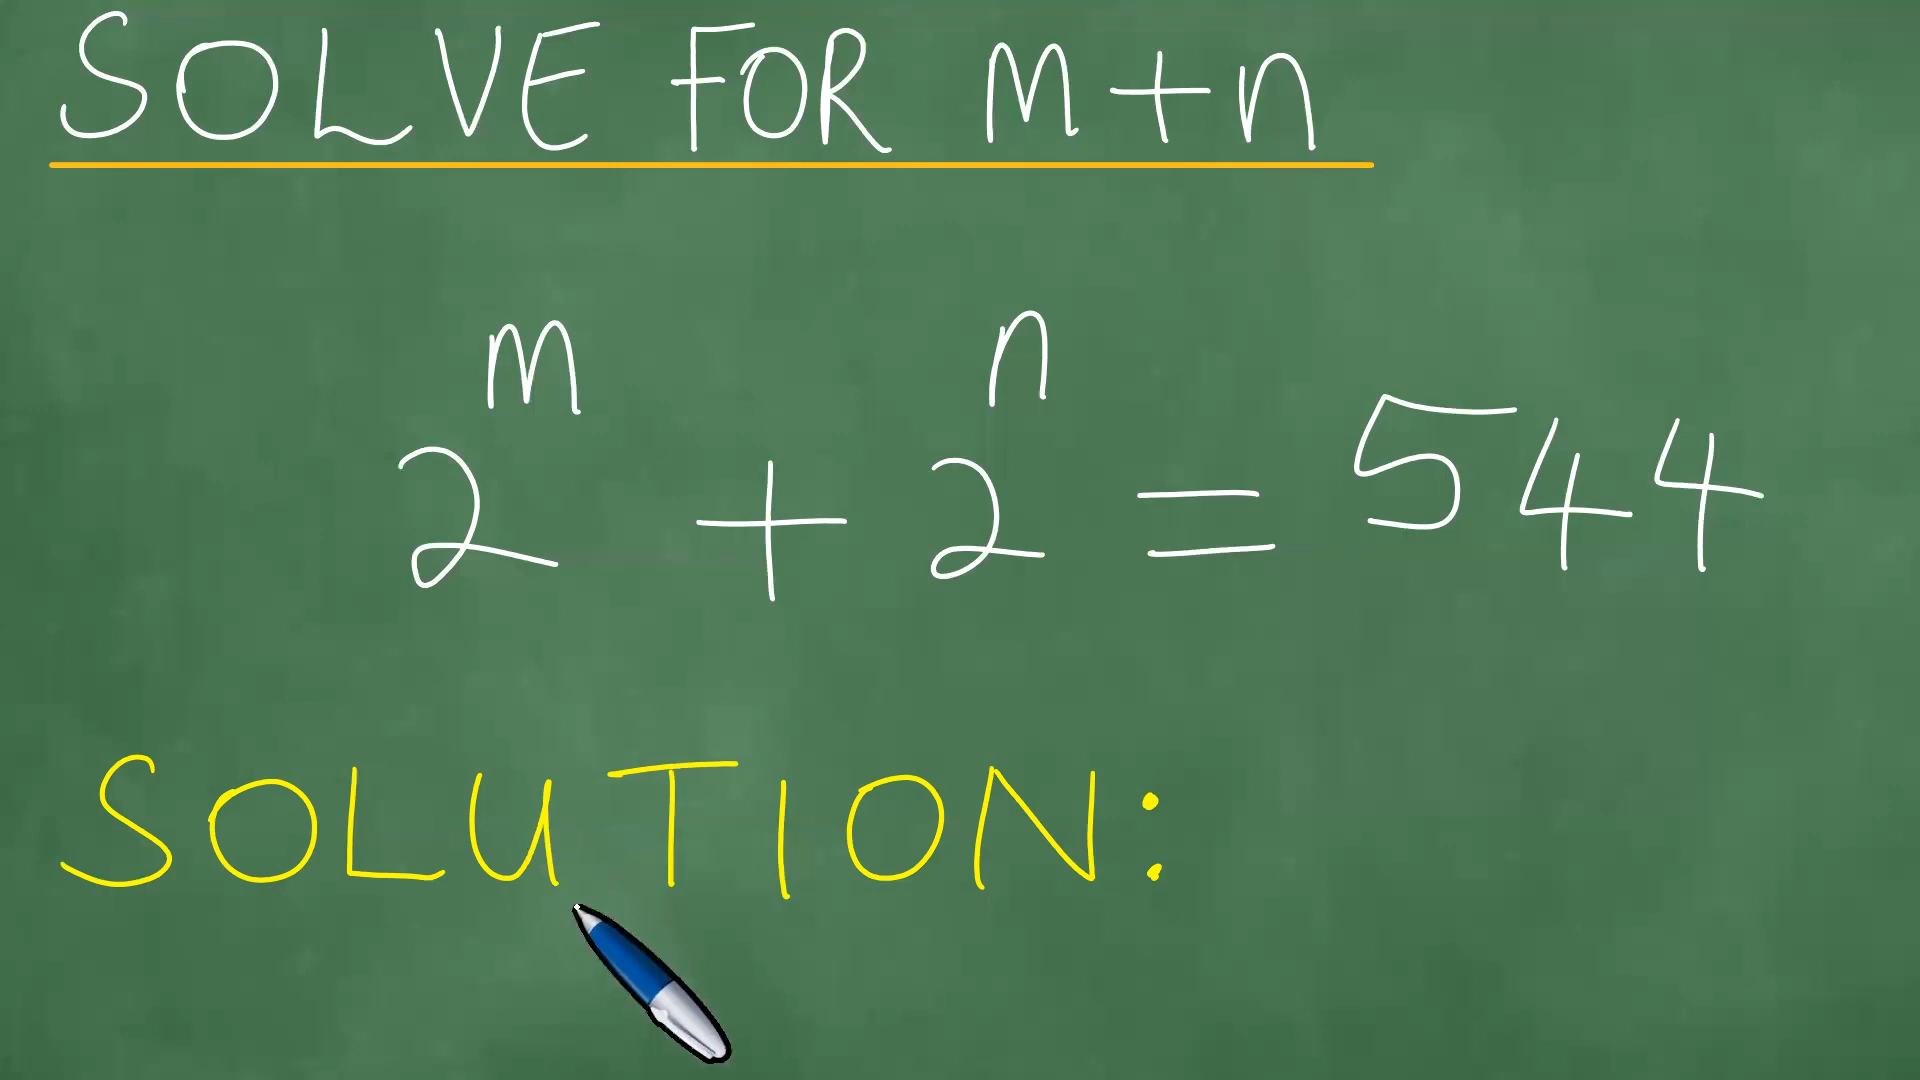 SOLVE FOR m+n
2^m + 2^n = 544
SOLUTION: